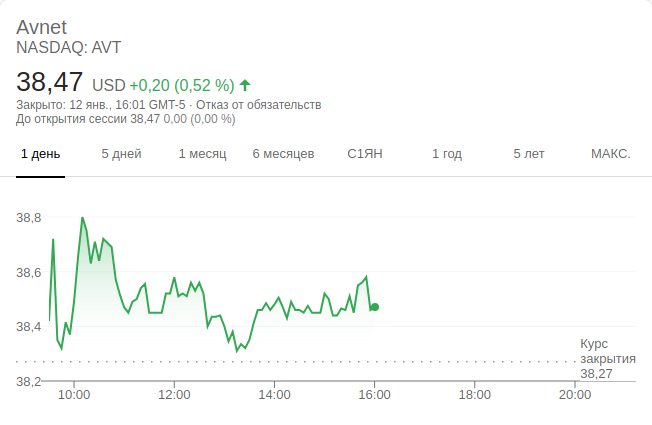 Avnet
NASDAQ: AVT
38,47 USD +0,20 (0,52 %)
Закрыто: 12 янв., 16:01 GMT-5 · Отказ от обязательств
До открытия сессии 38,47 0,00 (0,00 %)
1 день 5 дней 1 месяц 6 месяцев С1ЯН 1 год 5 лет МАКС.
38,8
38,6
38,4
Курс
закрытия
38,27
38,2
10:00 12:00 14:00 16:00 18:00 20:00